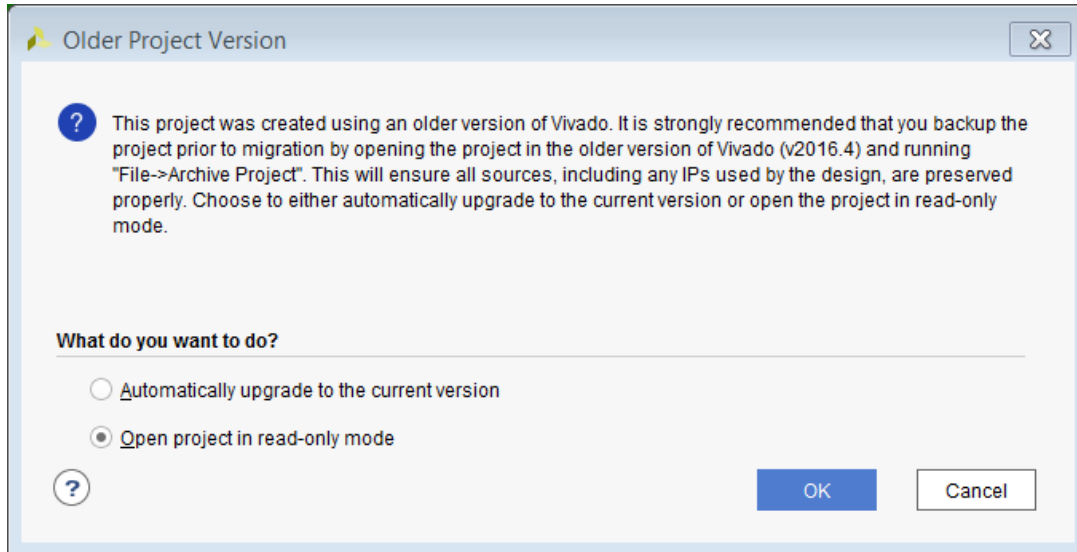 Older Project Version
?
This project was created using an older version of Vivado. It is strongly recommended that you backup the
project prior to migration by opening the project in the older version of Vivado (v2016.4) and running
"File->Archive Project". This will ensure all sources, including any IPs used by the design, are preserved
properly. Choose to either automatically upgrade to the current version or open the project in read-only
mode.
What do you want to do?
Automatically upgrade to the current version
Open project in read-only mode
?
OK
Cancel